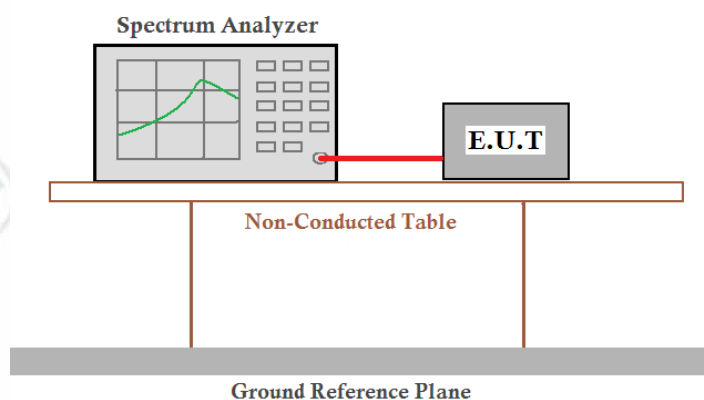 Spectrum Analyzer
E.U.T
Non-Conducted Table
Ground Reference Plane